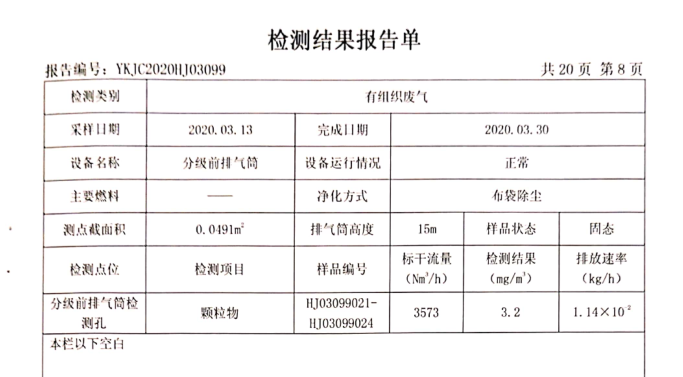 检测结果报告单
报告编号：YKJC2020HJ03099 共 20 页 第 8 页
检测类别 有组织废气
采样日期 2020.03.13 完成日期 2020.03.30
设备名称 分级前排气筒 设备运行情况 正常
主要燃料 —— 净化方式 布袋除尘
测点截面积 0.0491m² 排气筒高度 15m 样品状态 固态
检测点位 检测项目 样品编号 标干流量 检测结果 排放速率
（Nm³/h） （mg/m³） （kg/h）
分级前排气筒检 颗粒物 HJ03099021- 3573 3.2 1.14×10⁻²
测孔 HJ03099024
本栏以下空白